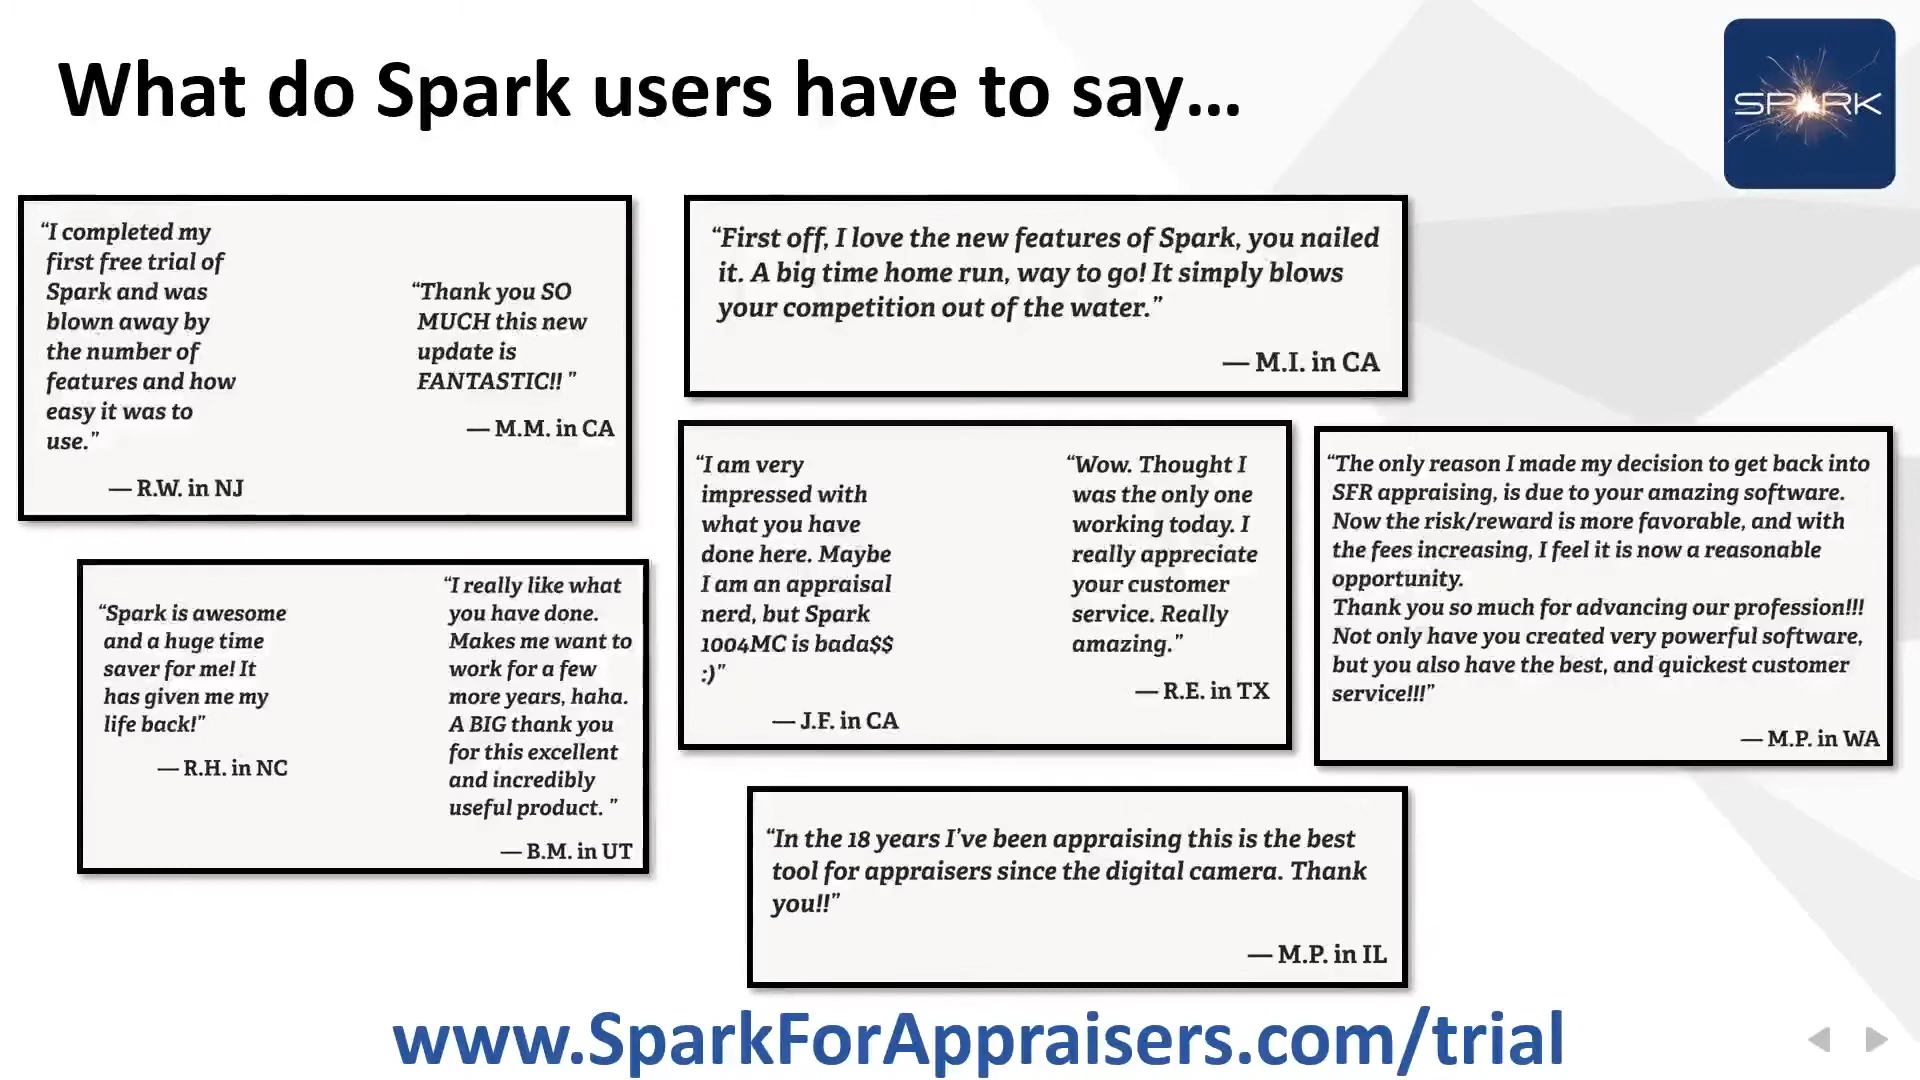 What do Spark users have to say...
SPARK
“I completed my
first free trial of
Spark and was
blown away by
the number of
features and how
easy it was to
use.”
— R.W. in NJ
“Thank you SO
MUCH this new
update is
FANTASTIC!! ”
— M.M. in CA
“First off, I love the new features of Spark, you nailed
it. A big time home run, way to go! It simply blows
your competition out of the water.”
— M.I. in CA
“I am very
impressed with
what you have
done here. Maybe
I am an appraisal
nerd, but Spark
1004MC is bada$$
:)”
— J.F. in CA
“Wow. Thought I
was the only one
working today. I
really appreciate
your customer
service. Really
amazing.”
— R.E. in TX
“The only reason I made my decision to get back into
SFR appraising, is due to your amazing software.
Now the risk/reward is more favorable, and with
the fees increasing, I feel it is now a reasonable
opportunity.
Thank you so much for advancing our profession!!!
Not only have you created very powerful software,
but you also have the best, and quickest customer
service!!!”
— M.P. in WA
“Spark is awesome
and a huge time
saver for me! It
has given me my
life back!”
— R.H. in NC
“I really like what
you have done.
Makes me want to
work for a few
more years, haha.
A BIG thank you
for this excellent
and incredibly
useful product. ”
— B.M. in UT
“In the 18 years I’ve been appraising this is the best
tool for appraisers since the digital camera. Thank
you!!”
— M.P. in IL
www.SparkForAppraisers.com/trial